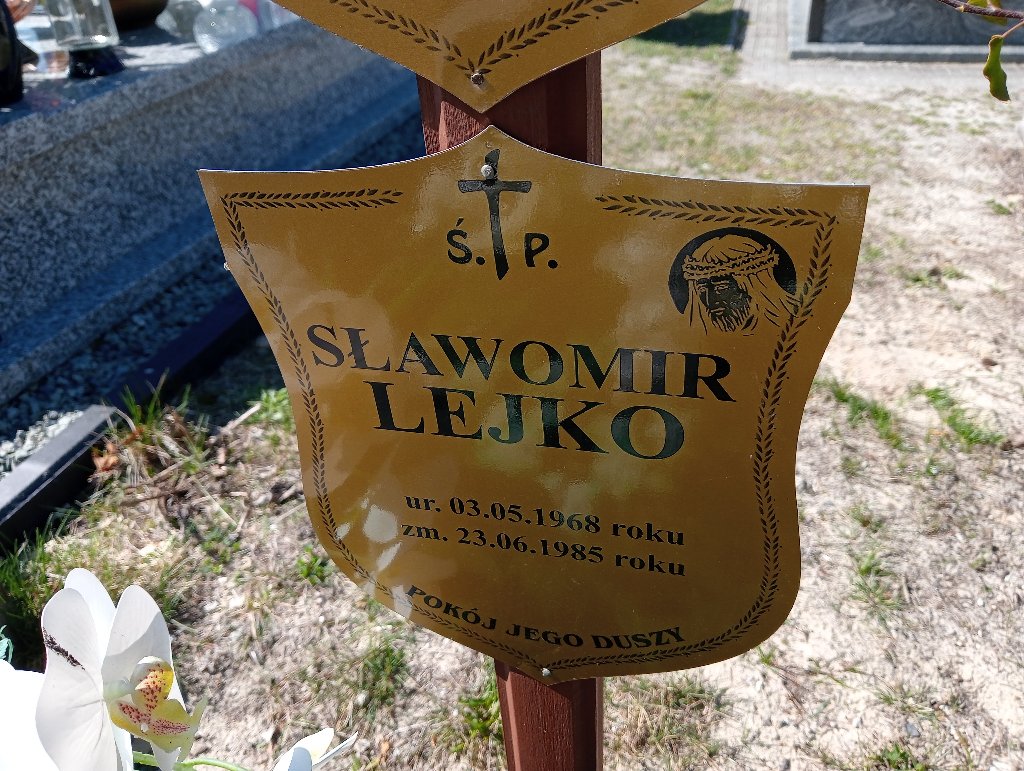 Ś. P.
SŁAWOMIR
LEJKO
ur. 03.05.1968 roku
zm. 23.06.1985 roku
POKÓJ JEGO DUSZY